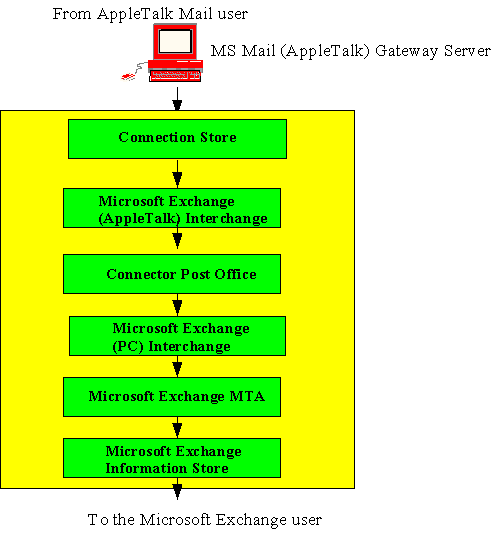 From AppleTalk Mail user
MS Mail (AppleTalk) Gateway Server
Connection Store
Microsoft Exchange
(AppleTalk) Interchange
Connector Post Office
Microsoft Exchange
(PC) Interchange
Microsoft Exchange MTA
Microsoft Exchange
Information Store
To the Microsoft Exchange user